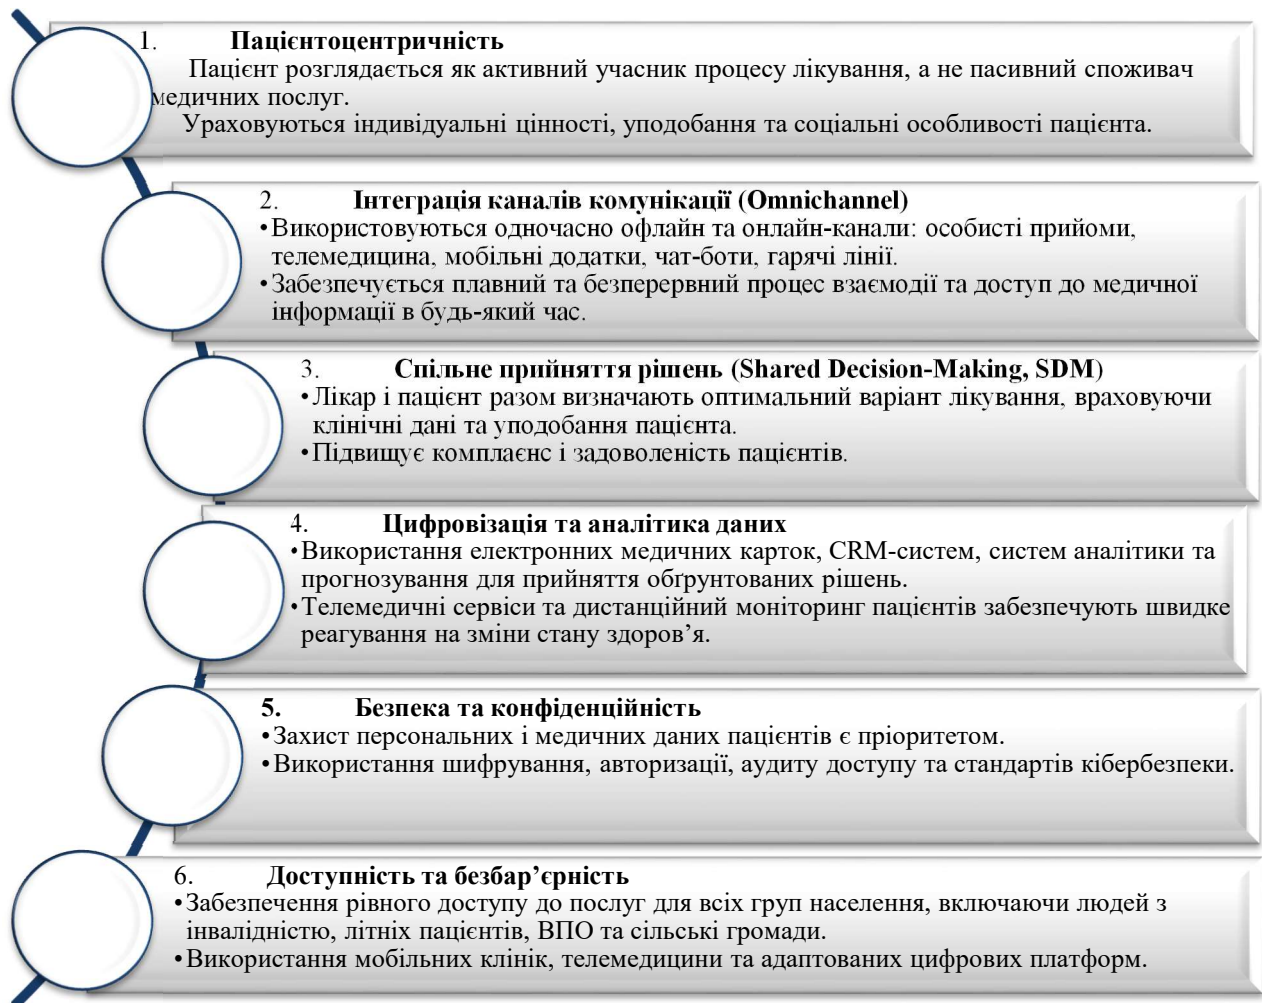 1. Пацієнтоцентричність
Пацієнт розглядається як активний учасник процесу лікування, а не пасивний споживач
медичних послуг.
Ураховуються індивідуальні цінності, уподобання та соціальні особливості пацієнта.
2. Інтеграція каналів комунікації (Omnichannel)
•Використовуються одночасно офлайн та онлайн-канали: особисті прийоми,
телемедицина, мобільні додатки, чат-боти, гарячі лінії.
•Забезпечується плавний та безперервний процес взаємодії та доступ до медичної
інформації в будь-який час.
3. Спільне прийняття рішень (Shared Decision-Making, SDM)
•Лікар і пацієнт разом визначають оптимальний варіант лікування, враховуючи
клінічні дані та уподобання пацієнта.
•Підвищує комплаєнс і задоволеність пацієнтів.
4. Цифровізація та аналітика даних
•Використання електронних медичних карток, CRM-систем, систем аналітики та
прогнозування для прийняття обґрунтованих рішень.
•Телемедичні сервіси та дистанційний моніторинг пацієнтів забезпечують швидке
реагування на зміни стану здоров’я.
5. Безпека та конфіденційність
•Захист персональних і медичних даних пацієнтів є пріоритетом.
•Використання шифрування, авторизації, аудиту доступу та стандартів кібербезпеки.
6. Доступність та безбар’єрність
•Забезпечення рівного доступу до послуг для всіх груп населення, включаючи людей з
інвалідністю, літніх пацієнтів, ВПО та сільські громади.
•Використання мобільних клінік, телемедицини та адаптованих цифрових платформ.